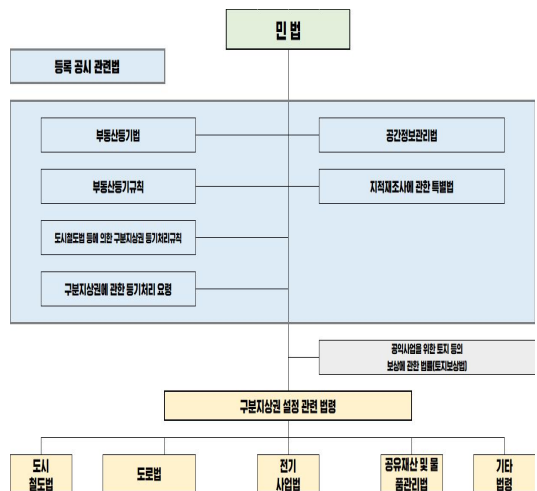 민 법
등록 공시 관련법
부동산등기법
공간정보관리법
부동산등기규칙
지적재조사에 관한 특별법
도시철도법 등에 의한 구분지상권 등기처리규칙
구분지상권에 관한 등기처리 요령
공익사업을 위한 토지 등의
보상에 관한 법률(토지보상법)
구분지상권 설정 관련 법령
도시
철도법
도로법
전기
사업법
공유재산 및 물
품관리법
기타
법령